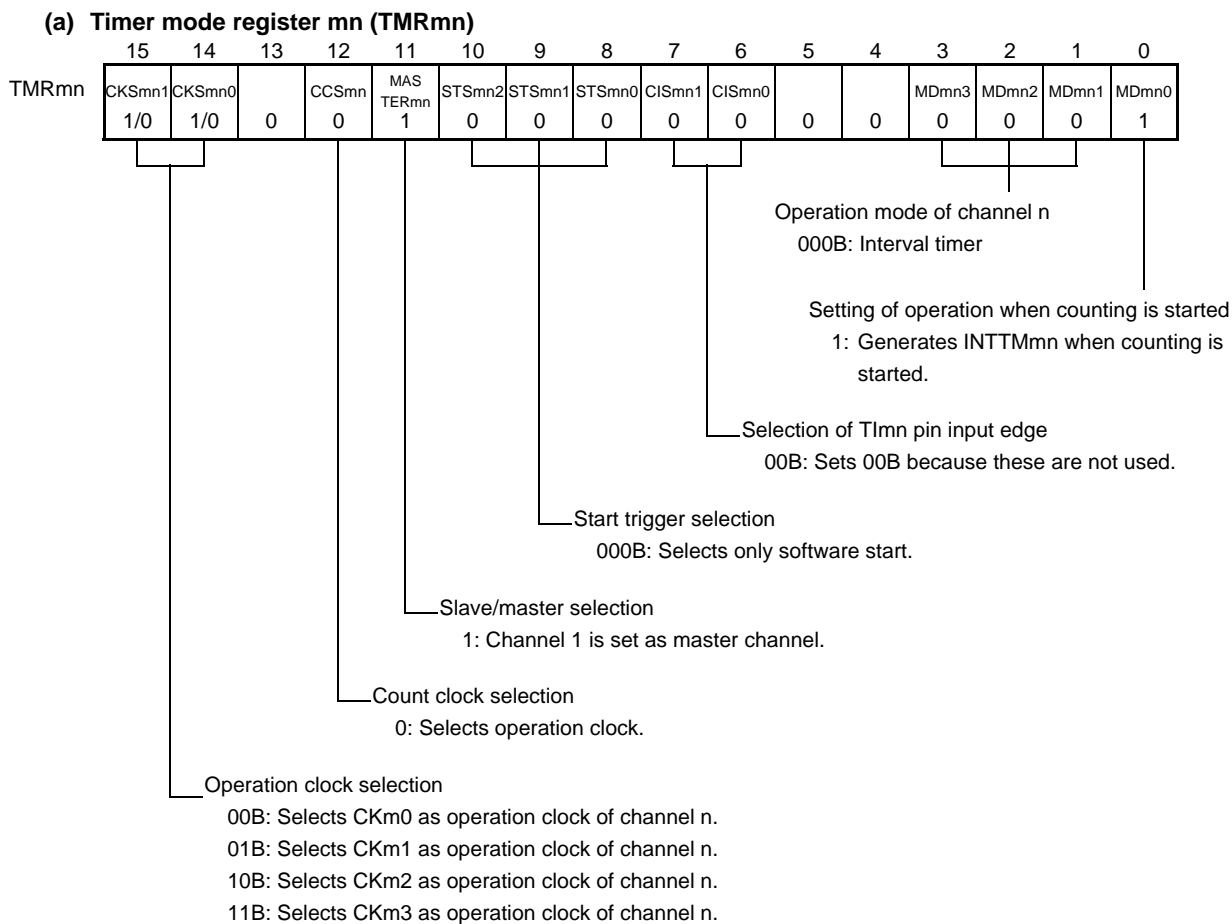 (a) Timer mode register mn (TMRmn)
15 14 13 12 11 10 9 8 7 6 5 4 3 2 1 0
TMRmn CKSmn1 CKSmn0 CCSmn MAS TERmn STSmn2 STSmn1 STSmn0 CISmn1 CISmn0 MDmn3 MDmn2 MDmn1 MDmn0
1/0 1/0 0 0 1 0 0 0 0 0 0 0 0 0 0 1
Operation mode of channel n
000B: Interval timer
Setting of operation when counting is started
1: Generates INTTMmn when counting is
started.
Selection of TImn pin input edge
00B: Sets 00B because these are not used.
Start trigger selection
000B: Selects only software start.
Slave/master selection
1: Channel 1 is set as master channel.
Count clock selection
0: Selects operation clock.
Operation clock selection
00B: Selects CKm0 as operation clock of channel n.
01B: Selects CKm1 as operation clock of channel n.
10B: Selects CKm2 as operation clock of channel n.
11B: Selects CKm3 as operation clock of channel n.